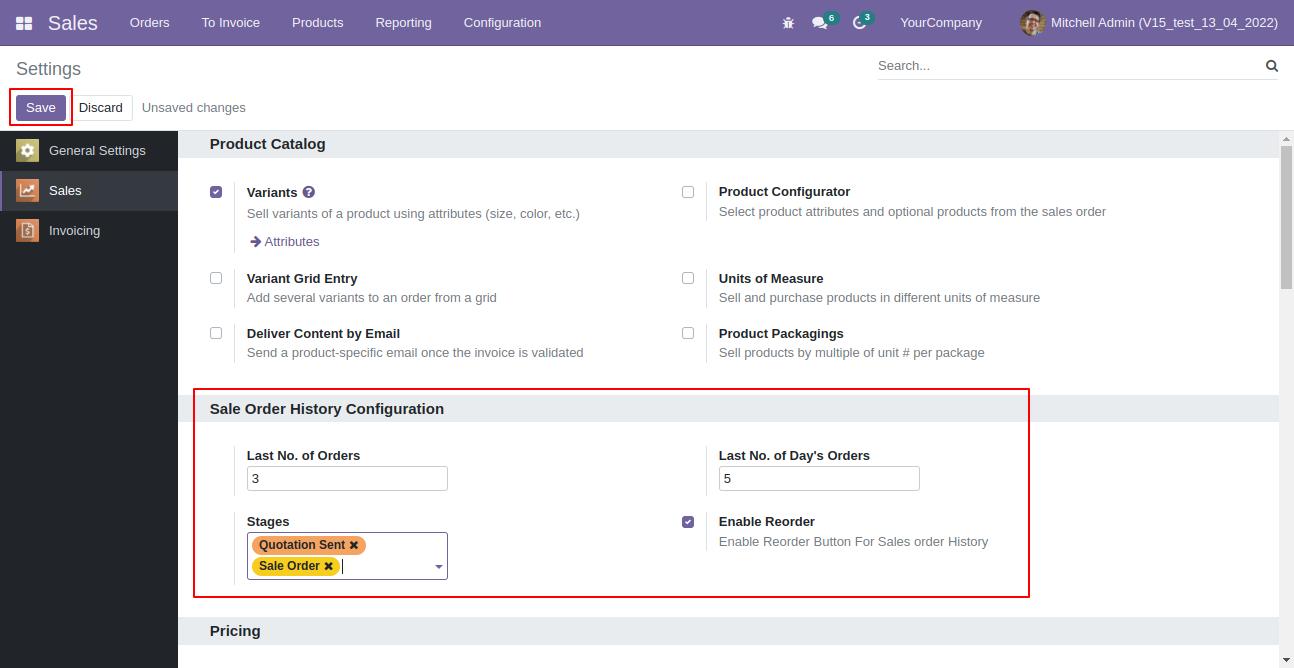 Sales Orders To Invoice Products Reporting Configuration 6 3 YourCompany Mitchell Admin (V15_test_13_04_2022)
Settings Search...
Save Discard Unsaved changes
General Settings
Sales
Invoicing
Product Catalog
Variants ?
Sell variants of a product using attributes (size, color, etc.)
Attributes
Product Configurator
Select product attributes and optional products from the sales order
Variant Grid Entry
Add several variants to an order from a grid
Units of Measure
Sell and purchase products in different units of measure
Deliver Content by Email
Send a product-specific email once the invoice is validated
Product Packagings
Sell products by multiple of unit # per package
Sale Order History Configuration
Last No. of Orders
3
Last No. of Day's Orders
5
Stages
Quotation Sent ✖
Sale Order ✖
Enable Reorder
Enable Reorder Button For Sales order History
Pricing